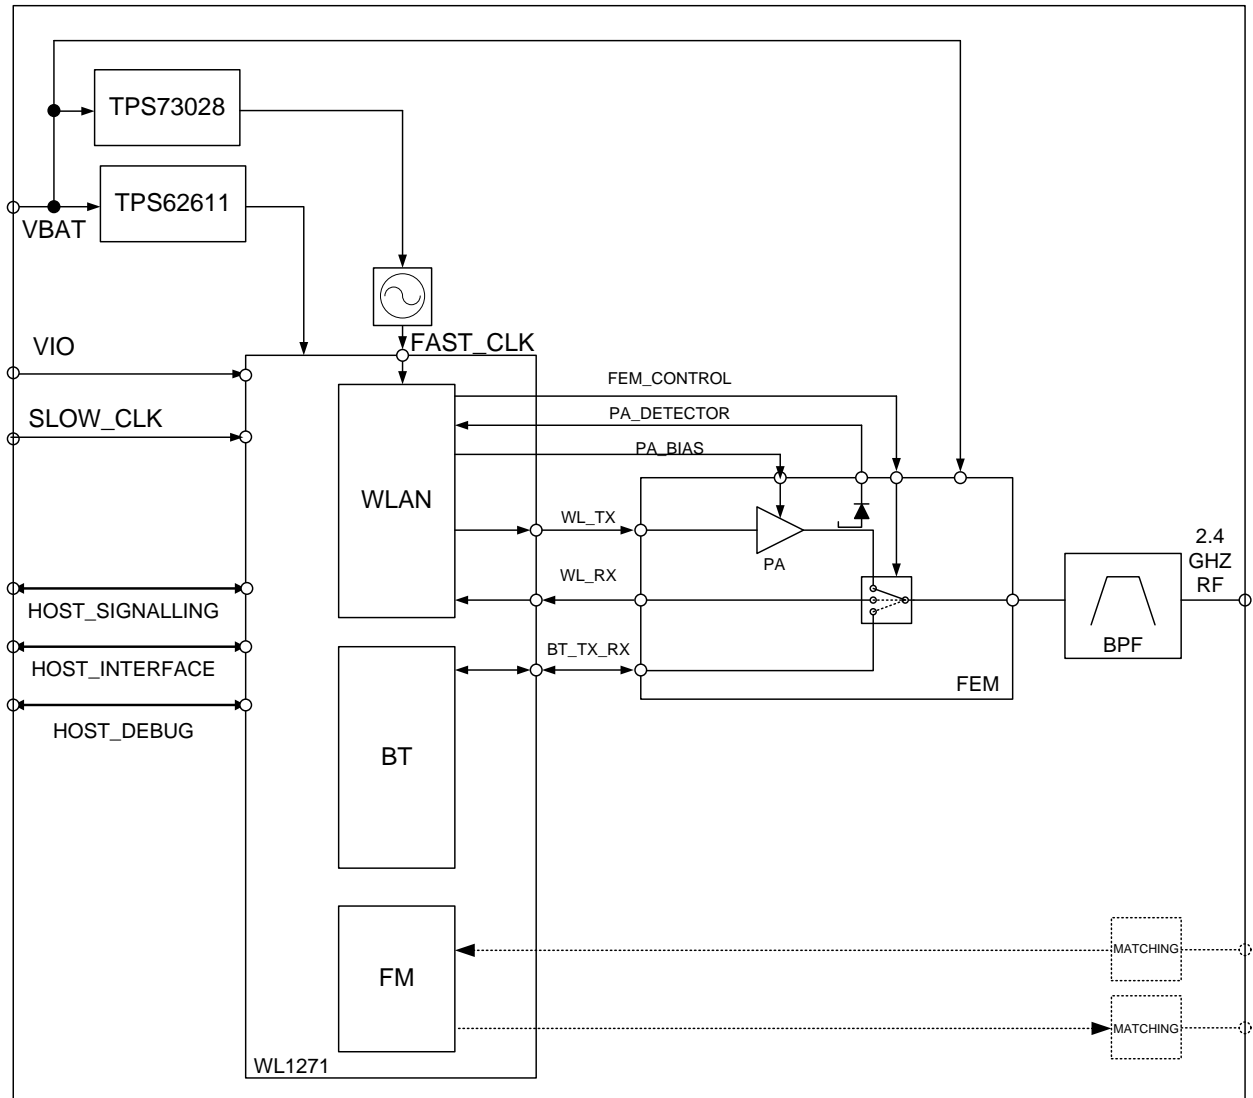 TPS73028
TPS62611
VBAT
FAST_CLK
VIO
SLOW_CLK
FEM_CONTROL
PA_DETECTOR
PA_BIAS
WLAN
WL_TX
PA
WL_RX
2.4
GHZ
RF
BPF
HOST_SIGNALLING
HOST_INTERFACE
HOST_DEBUG
BT_TX_RX
FEM
BT
FM
MATCHING
MATCHING
WL1271